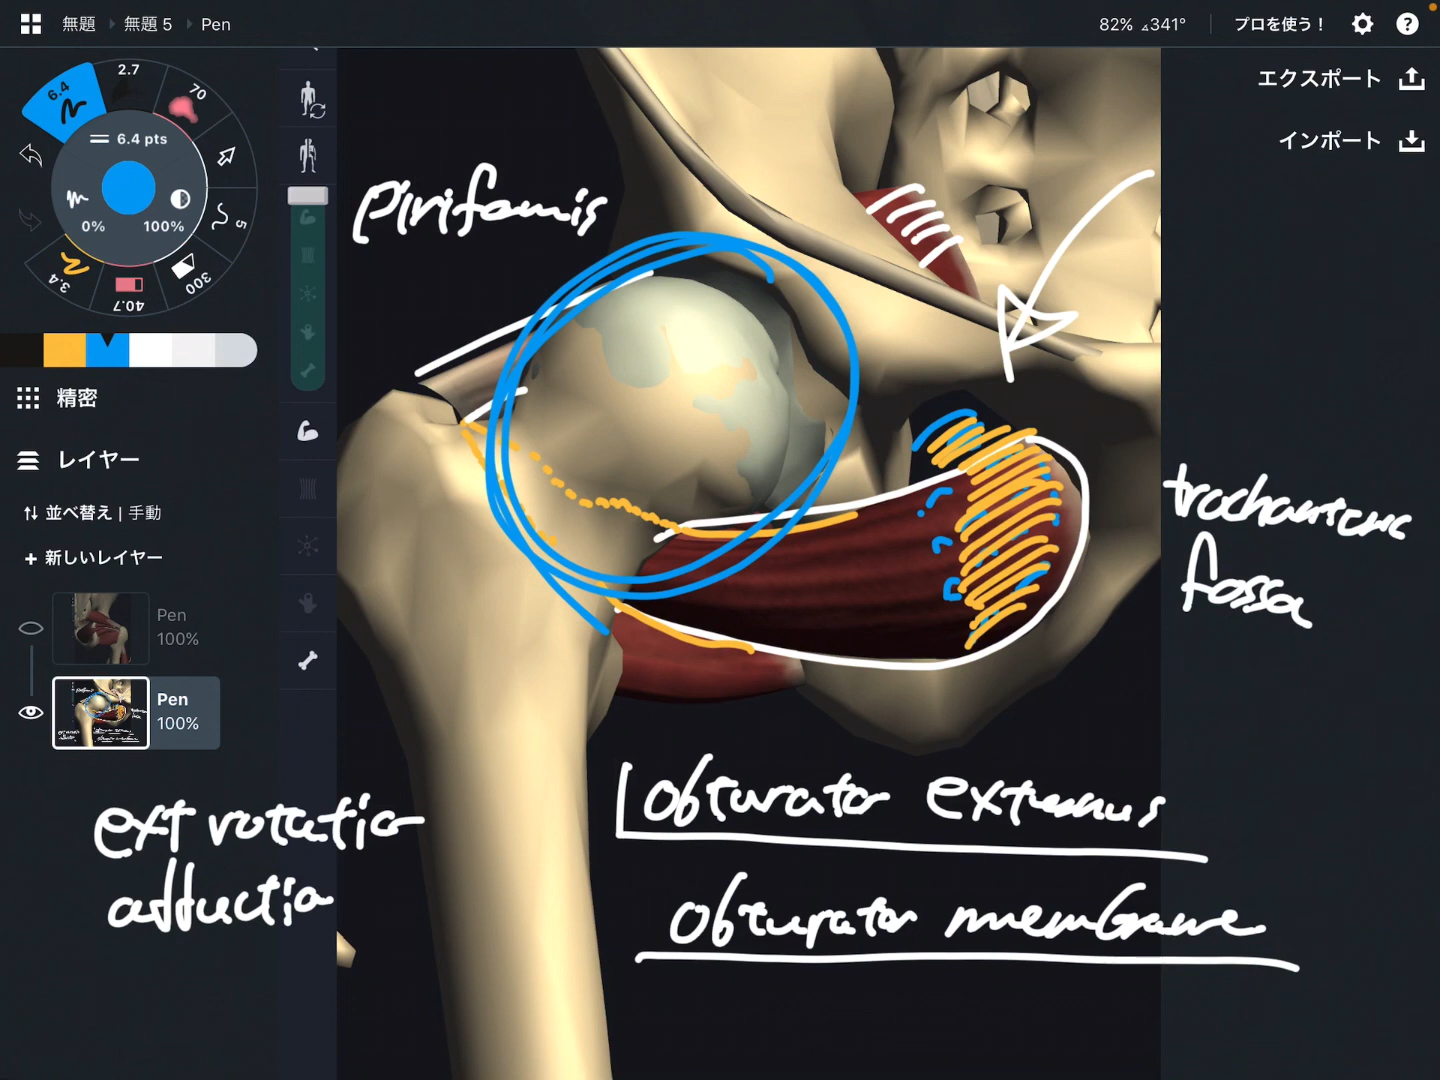 無題 無題 5 Pen
82% ⊿341° プロを使う！
エクスポート
インポート
2.7
6.4
70
6.4 pts
0% 100%
5
3.4
40.7
300
精密
レイヤー
並べ替え | 手動
+ 新しいレイヤー
Pen
100%
Pen
100%
Pirifomis
trochanteric
fossa
ext rotatio
adductio
Obturator externus
obturator membrane